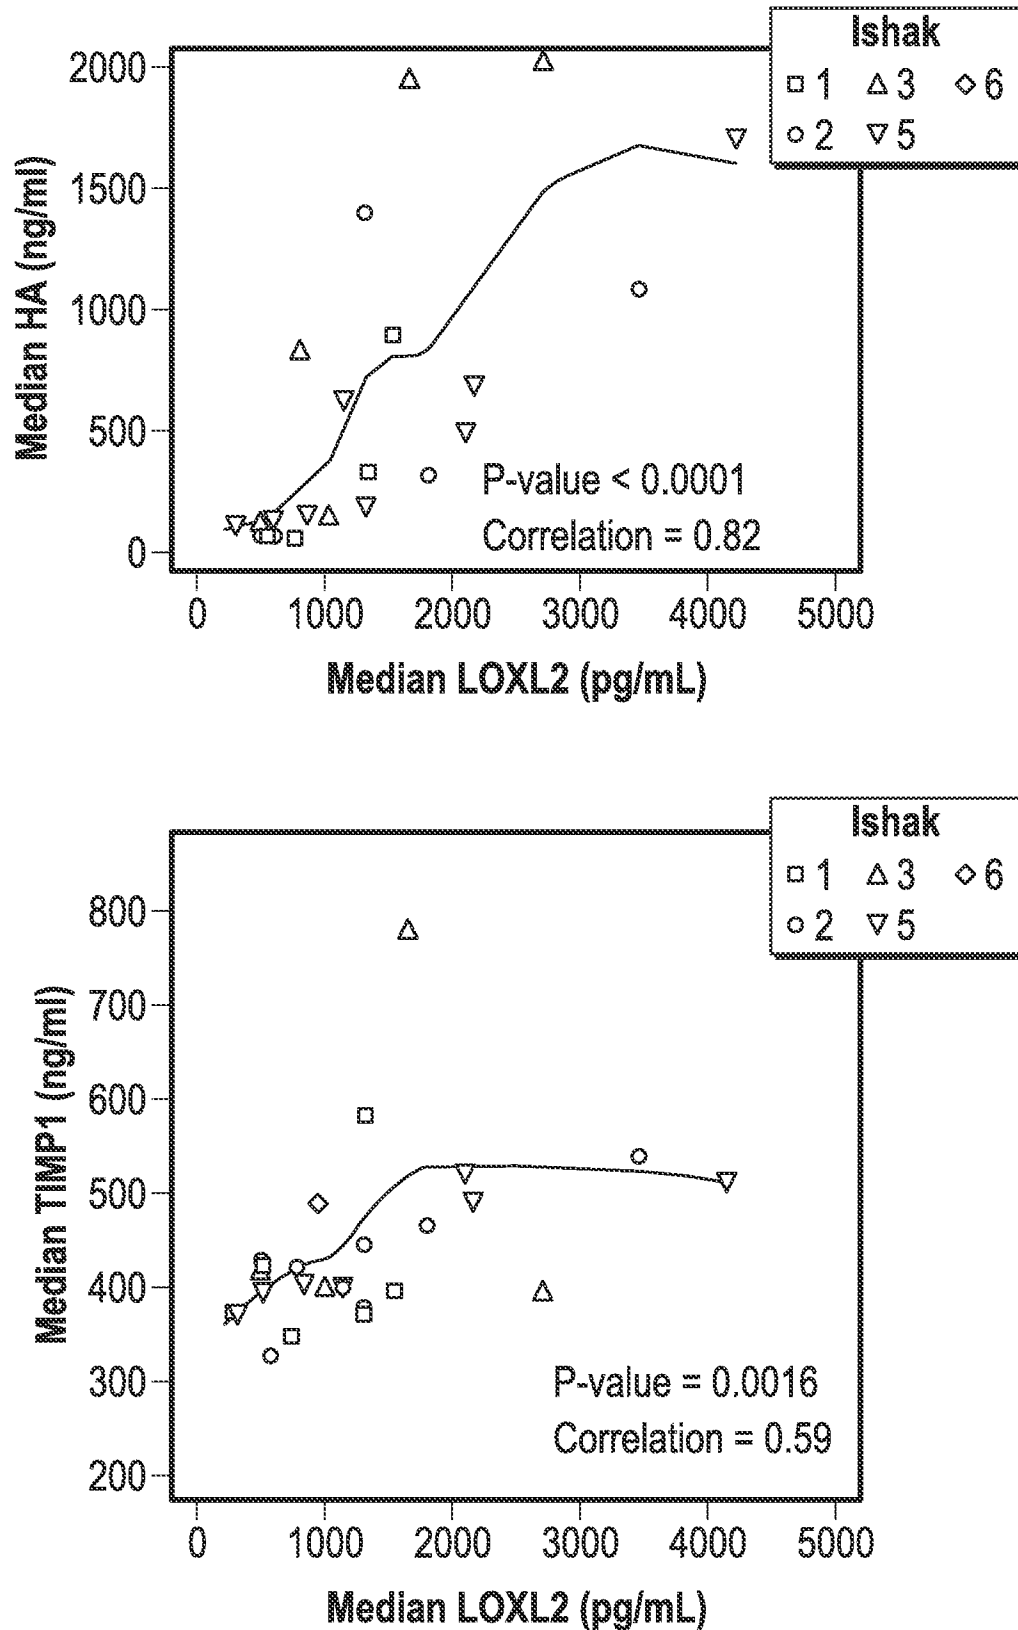 Ishak
1 3 6
2 5
2000
1500
1000
500
0
Median HA (ng/ml)
P-value < 0.0001
Correlation = 0.82
0 1000 2000 3000 4000 5000
Median LOXL2 (pg/mL)
Ishak
1 3 6
2 5
800
700
600
500
400
300
200
Median TIMP1 (ng/ml)
P-value = 0.0016
Correlation = 0.59
0 1000 2000 3000 4000 5000
Median LOXL2 (pg/mL)